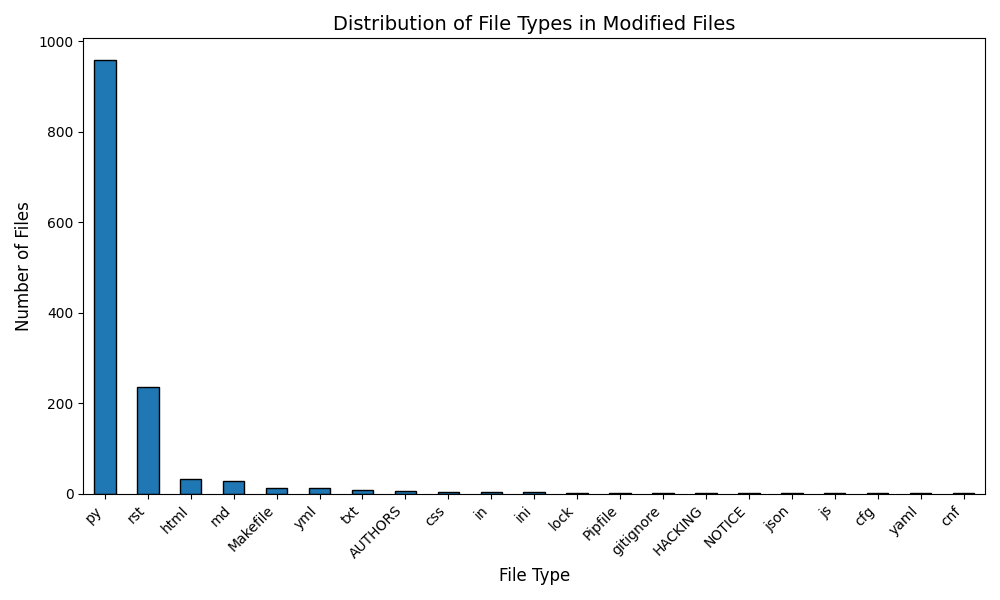 Distribution of File Types in Modified Files
1000
800
600
400
200
0
Number of Files
py
rst
html
md
Makefile
yml
txt
AUTHORS
css
in
ini
lock
Pipfile
gitignore
HACKING
NOTICE
json
js
cfg
yaml
cnf
File Type